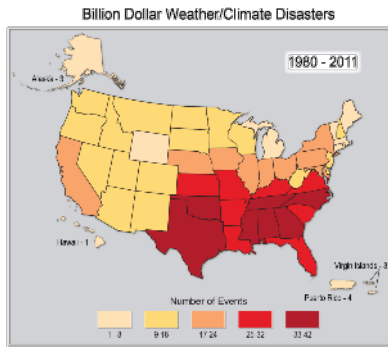 Billion Dollar Weather/Climate Disasters
1980 - 2011
Alaska - 3
Hawaii - 1
Virgin Islands - 3
Puerto Rico - 4
Number of Events
1 - 8
9-16
17-24
25-32
33-42